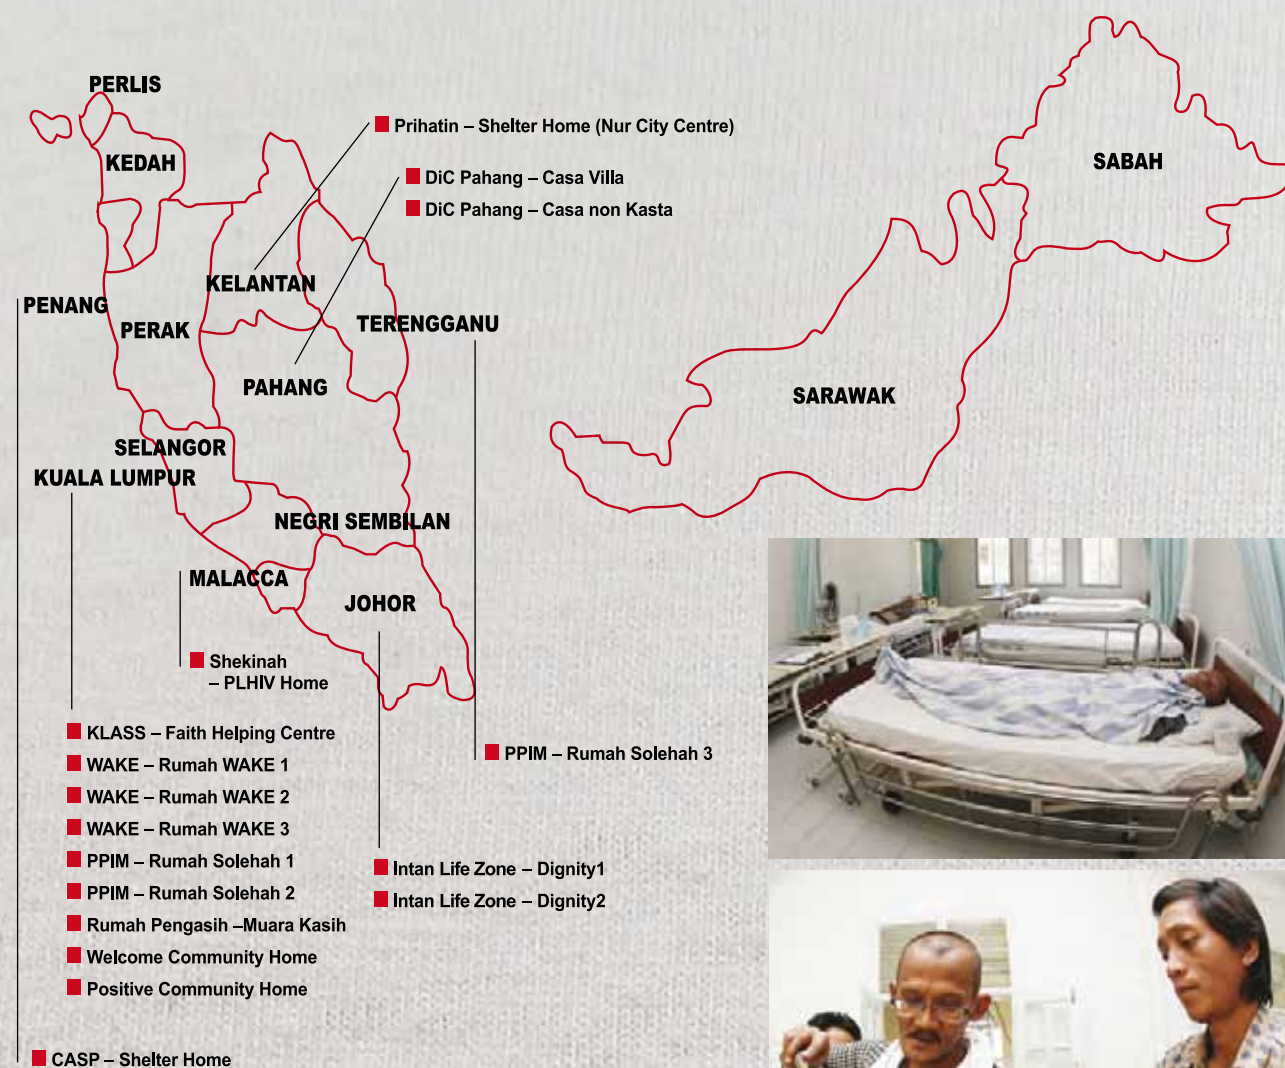 PERLIS
KEDAH
PENANG
PERAK
KELANTAN
TERENGGANU
PAHANG
SELANGOR
KUALA LUMPUR
NEGRI SEMBILAN
MALACCA
JOHOR
SABAH
SARAWAK
Prihatin – Shelter Home (Nur City Centre)
DiC Pahang – Casa Villa
DiC Pahang – Casa non Kasta
Shekinah
– PLHIV Home
KLASS – Faith Helping Centre
WAKE – Rumah WAKE 1
WAKE – Rumah WAKE 2
WAKE – Rumah WAKE 3
PPIM – Rumah Solehah 1
PPIM – Rumah Solehah 2
Rumah Pengasih –Muara Kasih
Welcome Community Home
Positive Community Home
PPIM – Rumah Solehah 3
Intan Life Zone – Dignity1
Intan Life Zone – Dignity2
CASP – Shelter Home